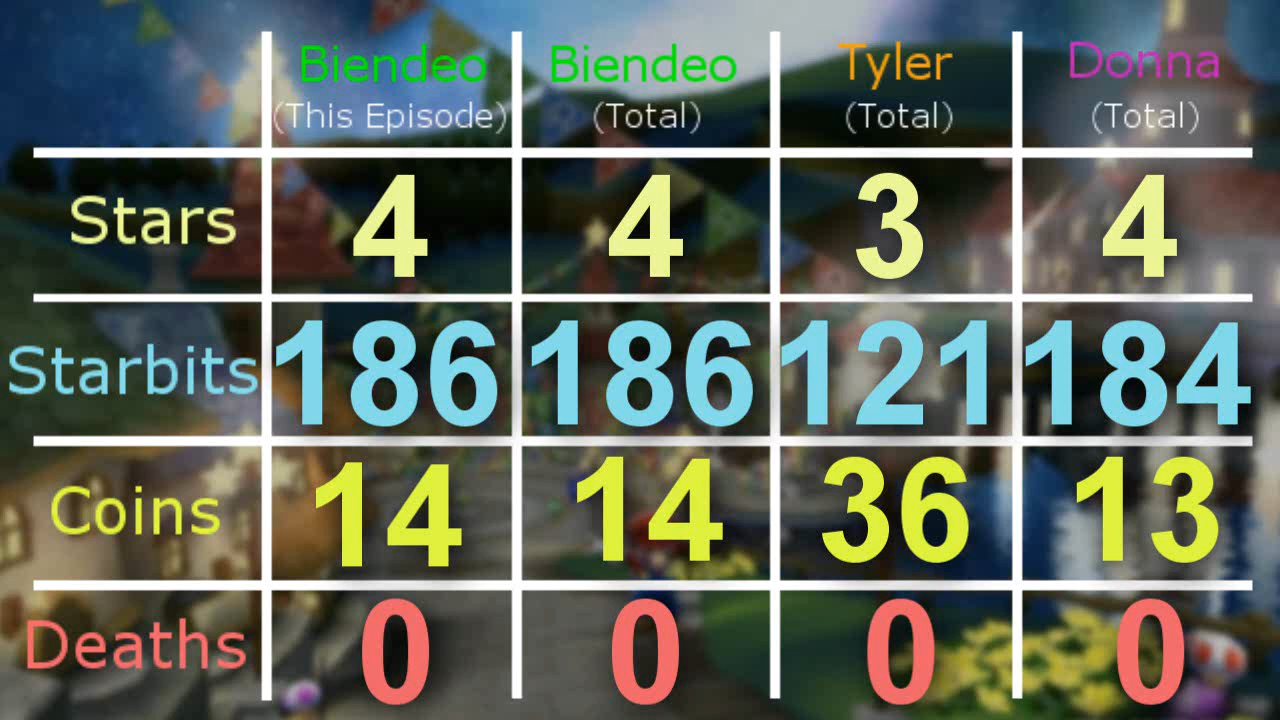 Biendeo Biendeo Tyler Donna
(This Episode) (Total) (Total) (Total)
Stars 4 4 3 4
Starbits 186 186 121 184
Coins 14 14 36 13
Deaths 0 0 0 0